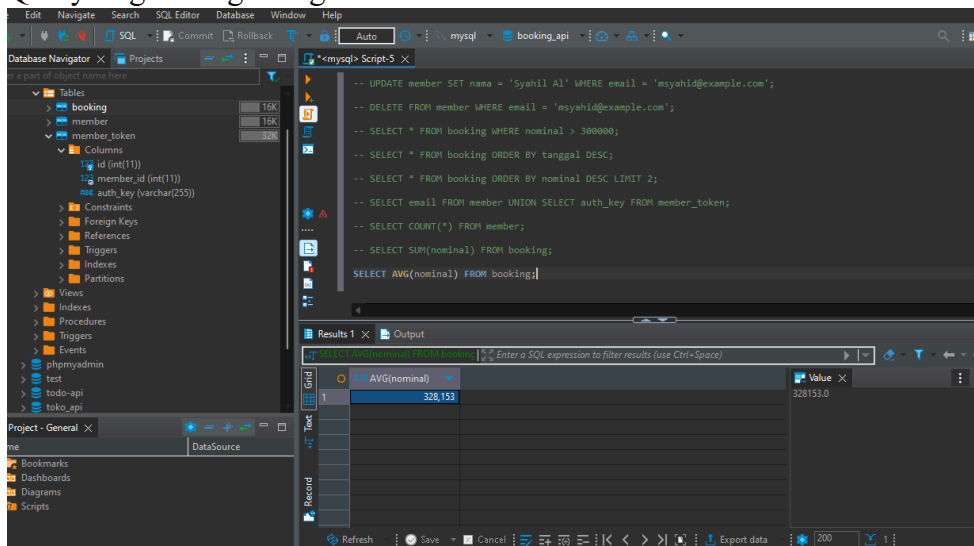 Edit Navigate Search SQL Editor Database Window Help
SQL Commit Rollback Auto mysql booking_api
Database Navigator Projects
er a part of object name here
Tables
booking 16K
member 16K
member_token 32K
Columns
id (int(11))
member_id (int(11))
auth_key (varchar(255))
Constraints
Foreign Keys
References
Triggers
Indexes
Partitions
Views
Indexes
Procedures
Triggers
Events
phpmyadmin
test
todo-api
toko_api
Project - General
me DataSource
Bookmarks
Dashboards
Diagrams
Scripts
*<mysql> Script-5
-- UPDATE member SET nama = 'Syahil Al' WHERE email = 'msyahid@example.com';
-- DELETE FROM member WHERE email = 'msyahid@example.com';
-- SELECT * FROM booking WHERE nominal > 300000;
-- SELECT * FROM booking ORDER BY tanggal DESC;
-- SELECT * FROM booking ORDER BY nominal DESC LIMIT 2;
-- SELECT email FROM member UNION SELECT auth_key FROM member_token;
-- SELECT COUNT(*) FROM member;
-- SELECT SUM(nominal) FROM booking;
SELECT AVG(nominal) FROM booking;
Results 1 Output
SELECT AVG(nominal) FROM booking Enter a SQL expression to filter results (use Ctrl+Space)
Grid
Text
Record
123 AVG(nominal)
1 328,153
Value
328153.0
Refresh Save Cancel Export data 200 1